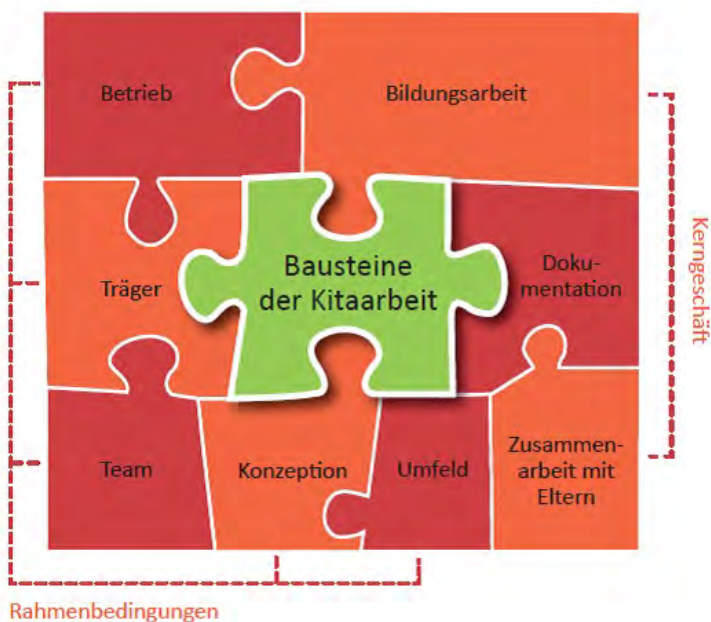 Betrieb
Bildungsarbeit
Träger
Bausteine
der Kitaarbeit
Doku-
mentation
Kerngeschäft
Team
Konzeption
Umfeld
Zusammen-
arbeit mit
Eltern
Rahmenbedingungen